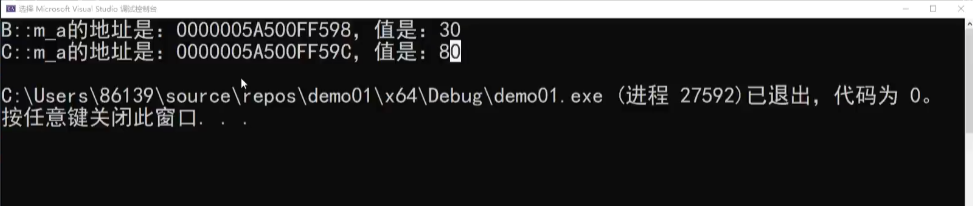 选择 Microsoft Visual Studio 调试控制台
B::m_a的地址是：0000005A500FF598，值是：30
C::m_a的地址是：0000005A500FF59C，值是：80
C:\Users\86139\source\repos\demo01\x64\Debug\demo01.exe (进程 27592)已退出，代码为 0。
按任意键关闭此窗口. . .